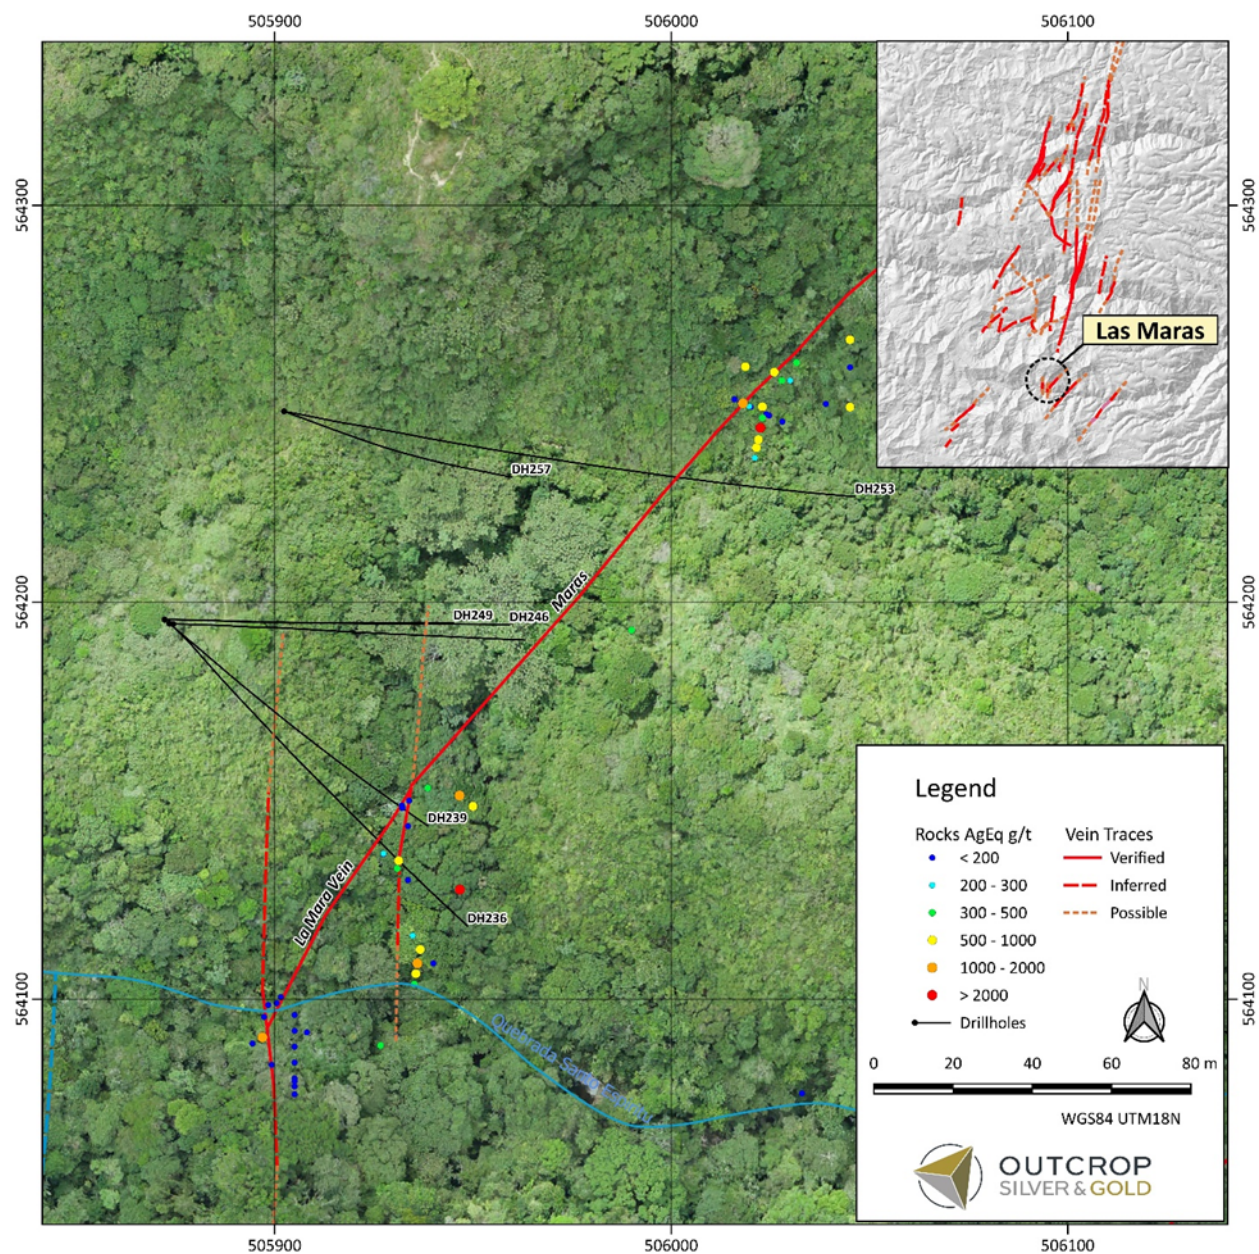 505900
506000
506100
564300
564300
Las Maras
DH257
DH253
564200
564200
Maras
DH249
DH246
DH239
La Mara Vein
DH236
564100
564100
Legend
Rocks AgEq g/t
Vein Traces
< 200
Verified
200 - 300
Inferred
300 - 500
Possible
500 - 1000
1000 - 2000
> 2000
Drillholes
N
0 20 40 60 80 m
WGS84 UTM18N
OUTCROP
SILVER & GOLD
Quebrada Santa
505900
506000
506100